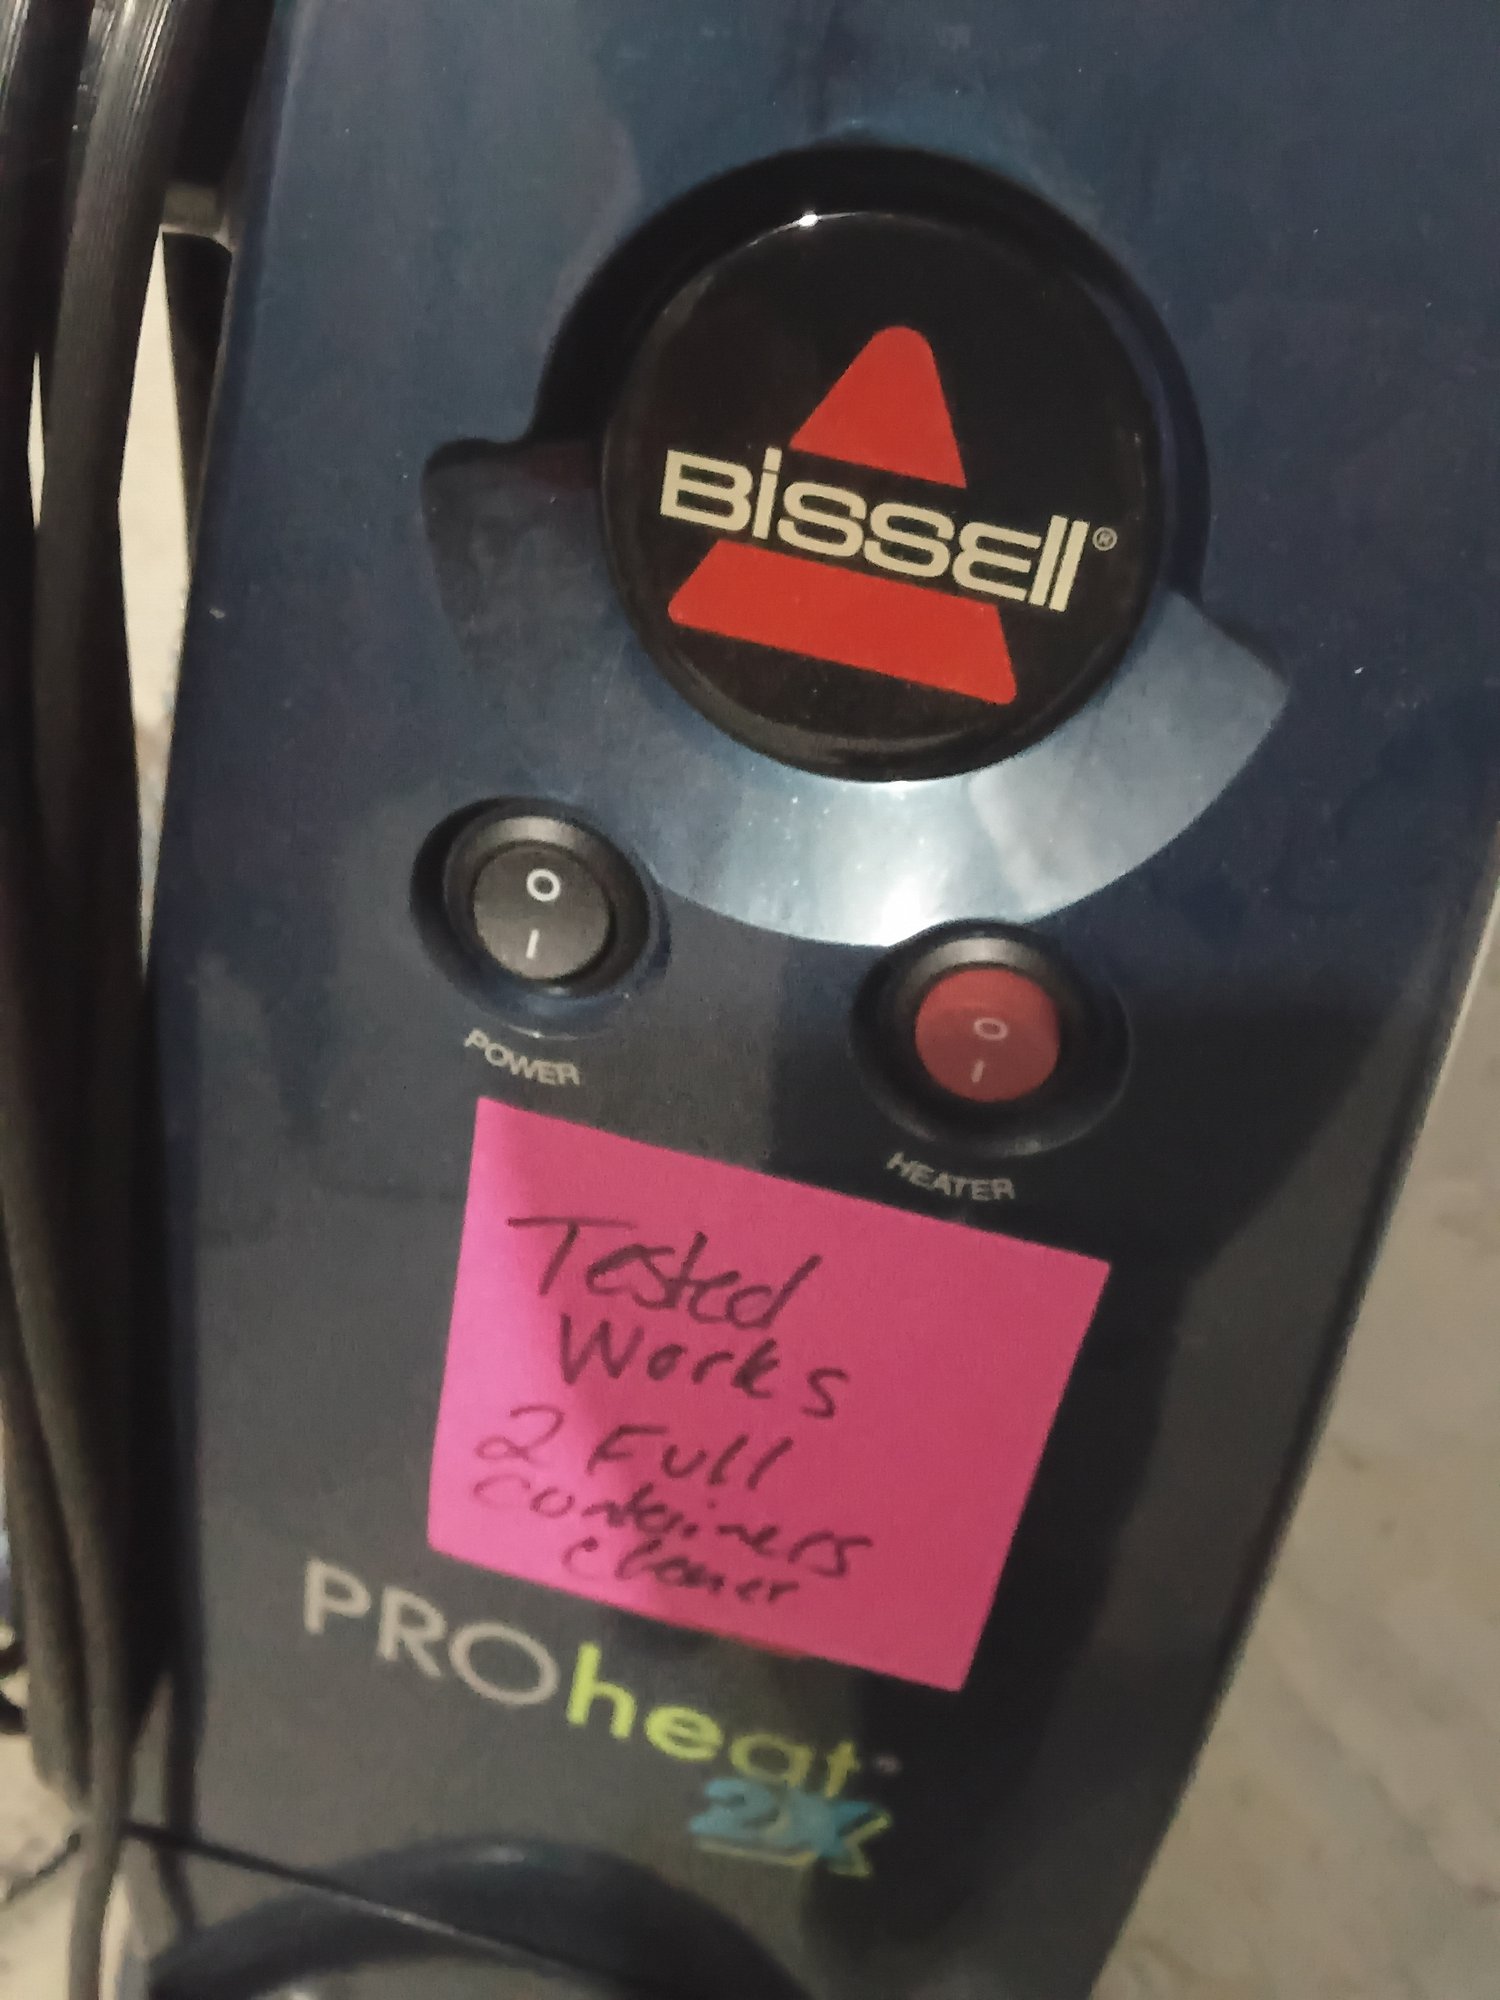 Bissell®
O
I
POWER
O
I
HEATER
Tested
Works
2 Full
containers
cleaner
PROheat
2X